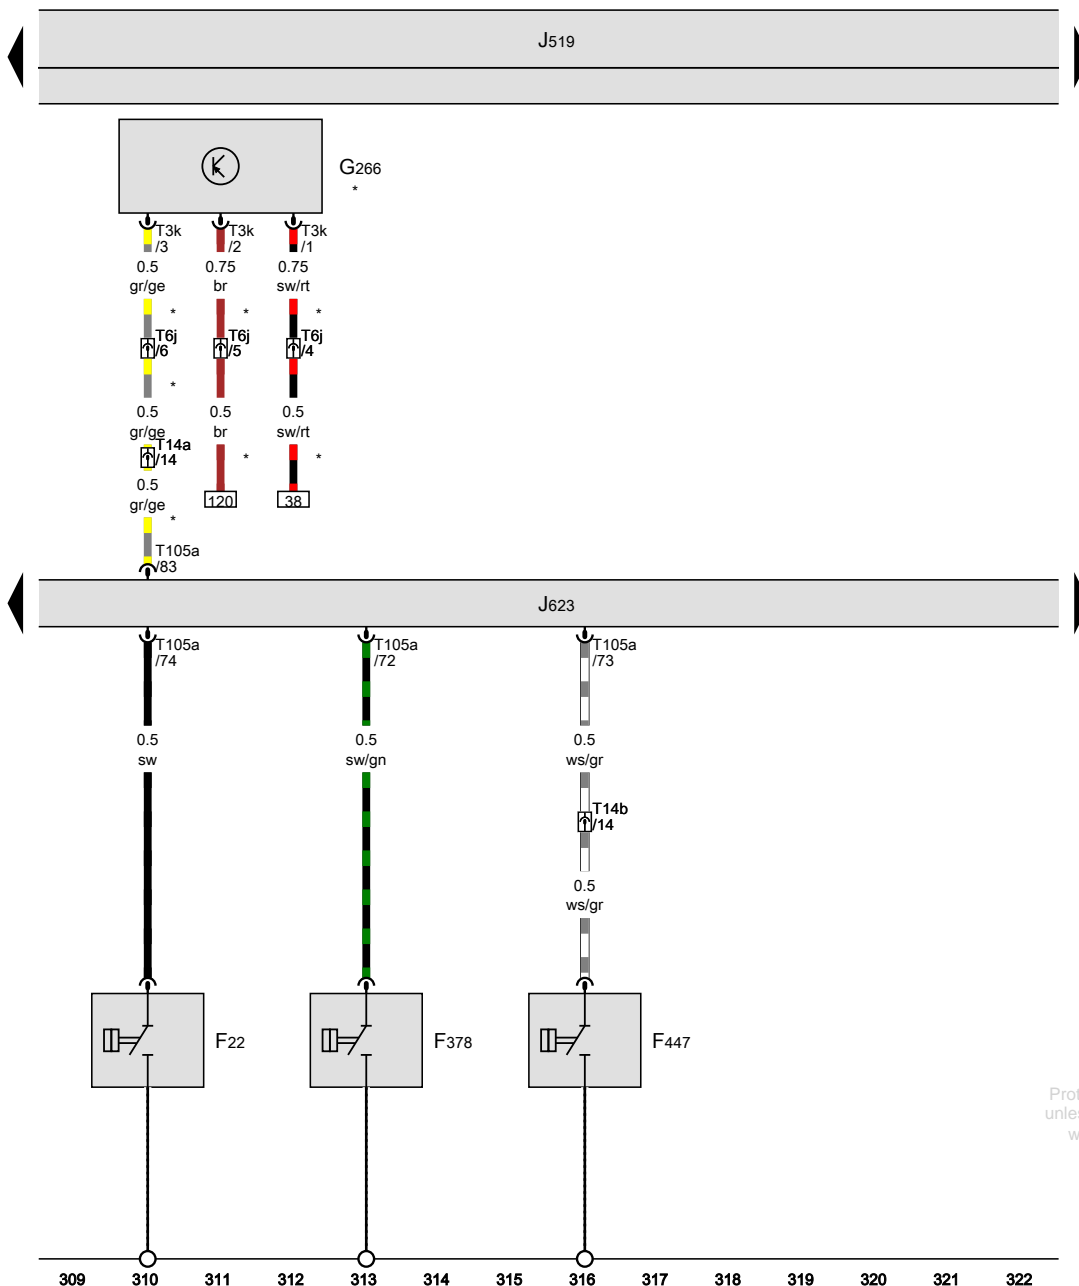 J519
G266
*
T3k
/3
T3k
/2
T3k
/1
0.5
0.75
0.75
gr/ge
br
sw/rt
*
*
*
T6j
/6
T6j
/5
T6j
/4
*
0.5
0.5
0.5
gr/ge
br
sw/rt
T14a
/14
*
*
0.5
gr/ge
120
38
*
T105a
/83
J623
T105a
/74
T105a
/72
T105a
/73
0.5
0.5
0.5
sw
sw/gn
ws/gr
T14b
/14
0.5
ws/gr
F22
F378
F447
Prot
unles
w
309 310 311 312 313 314 315 316 317 318 319 320 321 322